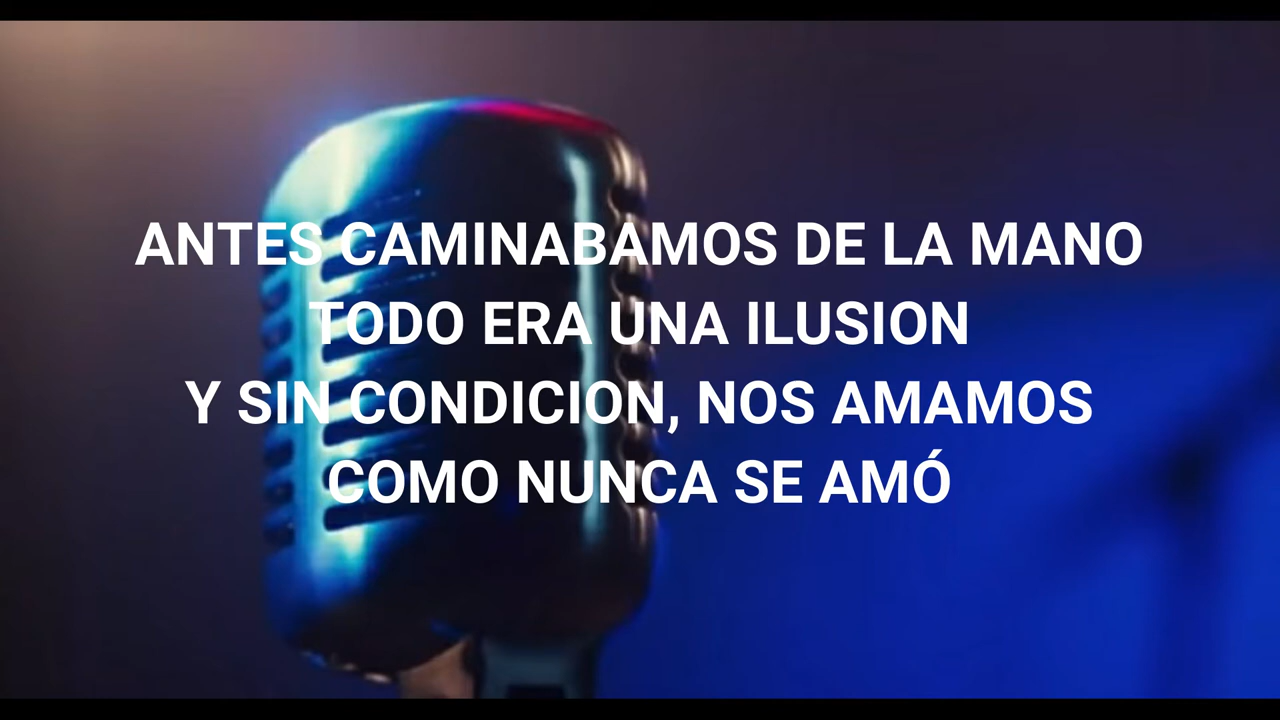 ANTES CAMINABAMOS DE LA MANO
TODO ERA UNA ILUSION
Y SIN CONDICION, NOS AMAMOS
COMO NUNCA SE AMÓ